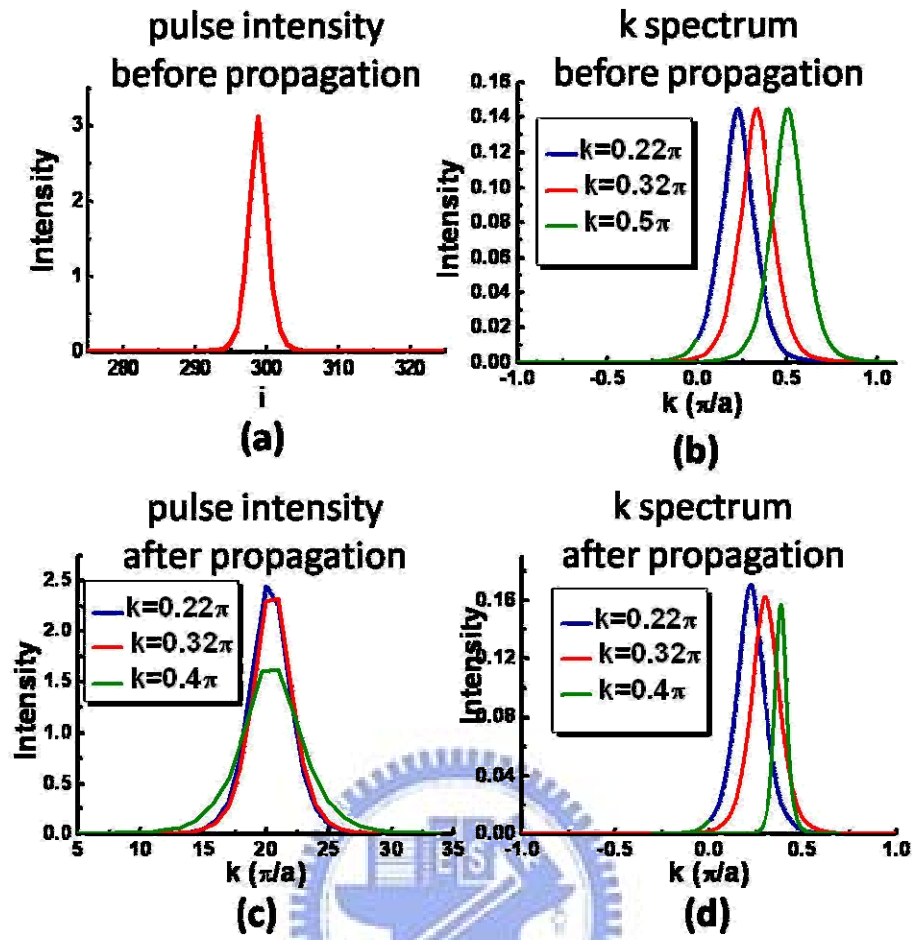 pulse intensity
before propagation
Intensity
3
2
1
0
280
290
300
310
320
i
(a)
k spectrum
before propagation
Intensity
0.16
0.14
0.12
0.10
0.08
0.06
0.04
0.02
0.00
k=0.22π
k=0.32π
k=0.5π
-1.0
-0.5
0.0
0.5
1.0
k (π/a)
(b)
pulse intensity
after propagation
Intensity
2.5
2.0
1.5
1.0
0.5
0.0
k=0.22π
k=0.32π
k=0.4π
5
10
15
20
25
30
35
k (π/a)
(c)
k spectrum
after propagation
Intensity
0.16
0.12
0.08
0.04
0.00
k=0.22π
k=0.32π
k=0.4π
-1.0
-0.5
0.0
0.5
1.0
k (π/a)
(d)